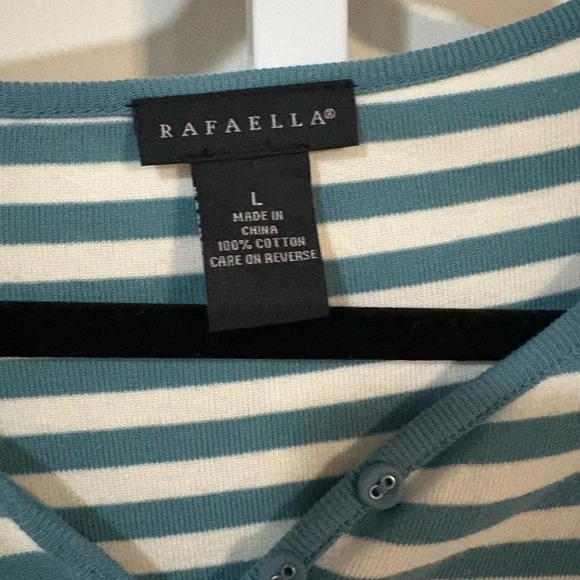 RAFAELLA®
L
MADE IN
CHINA
100% COTTON
CARE ON REVERSE